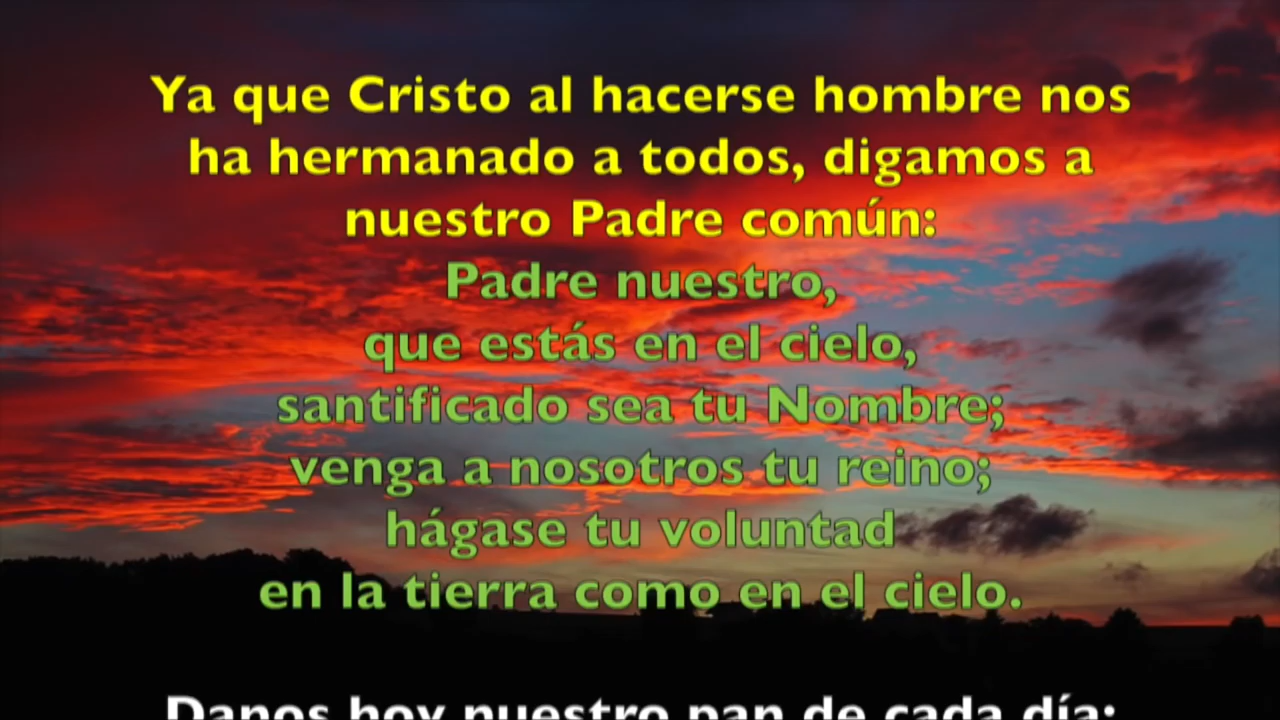 Ya que Cristo al hacerse hombre nos
ha hermanado a todos, digamos a
nuestro Padre común:
Padre nuestro,
que estás en el cielo,
santificado sea tu Nombre;
venga a nosotros tu reino;
hágase tu voluntad
en la tierra como en el cielo.
Danos hoy nuestro pan de cada día;